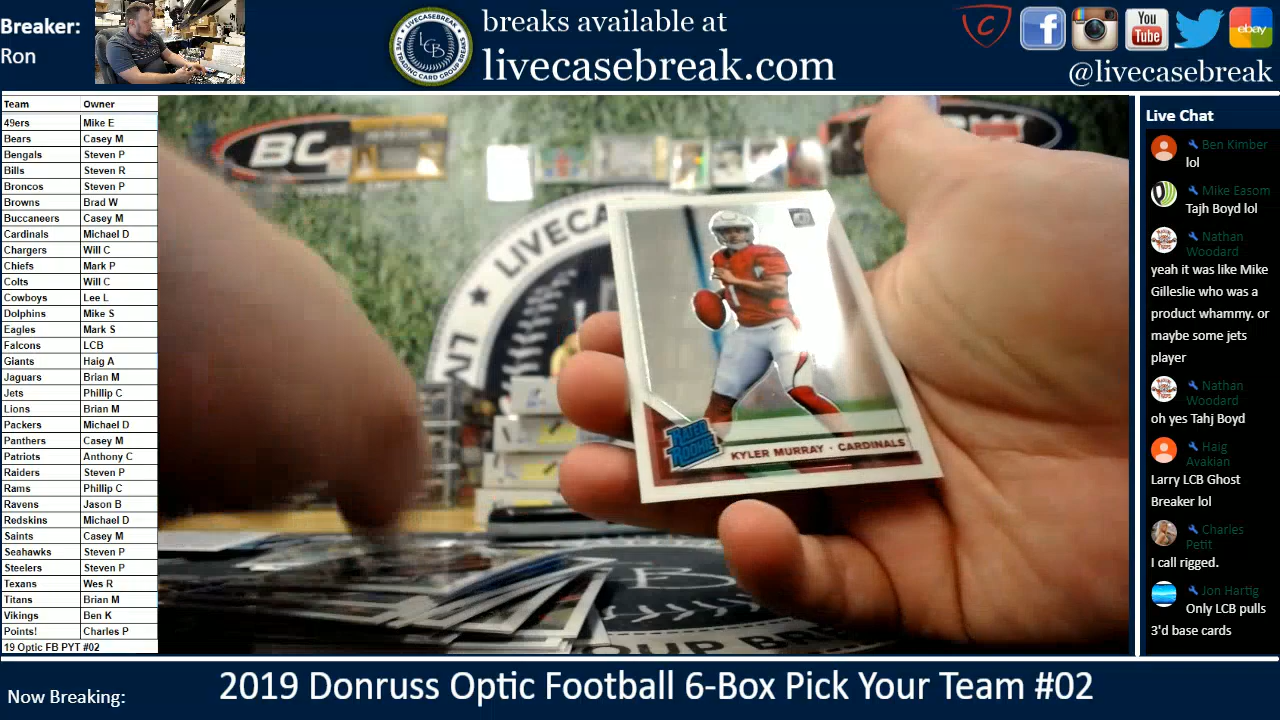 Breaker:
Ron
breaks available at
livecasebreak.com
LCB
You
Tube
ebay
@livecasebreak
Team Owner
49ers Mike E
Bears Casey M
Bengals Steven P
Bills Steven R
Broncos Steven P
Browns Brad W
Buccaneers Casey M
Cardinals Michael D
Chargers Will C
Chiefs Mark P
Colts Will C
Cowboys Lee L
Dolphins Mike S
Eagles Mark S
Falcons LCB
Giants Haig A
Jaguars Brian M
Jets Phillip C
Lions Brian M
Packers Michael D
Panthers Casey M
Patriots Anthony C
Raiders Steven P
Rams Phillip C
Ravens Jason B
Redskins Michael D
Saints Casey M
Seahawks Steven P
Steelers Steven P
Texans Wes R
Titans Brian M
Vikings Ben K
Points! Charles P
19 Optic FB PYT #02
BC
LIVECA
RATED
ROOKIE
KYLER MURRAY · CARDINALS
Live Chat
Ben Kimber
lol
Mike Easom
Tajh Boyd lol
Nathan
Woodard
yeah it was like Mike
Gilleslie who was a
product whammy. or
maybe some jets
player
Nathan
Woodard
oh yes Tahj Boyd
Haig
Avakian
Larry LCB Ghost
Breaker lol
Charles
Petit
I call rigged.
Jon Hartig
Only LCB pulls
3'd base cards
Now Breaking:
2019 Donruss Optic Football 6-Box Pick Your Team #02